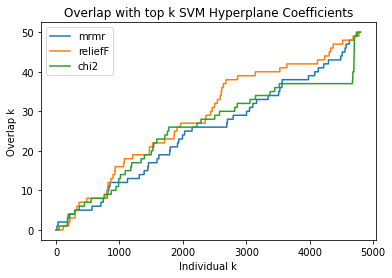 Overlap with top k SVM Hyperplane Coefficients
mrmr
reliefF
chi2
50
40
30
20
10
0
Overlap k
0 1000 2000 3000 4000 5000
Individual k